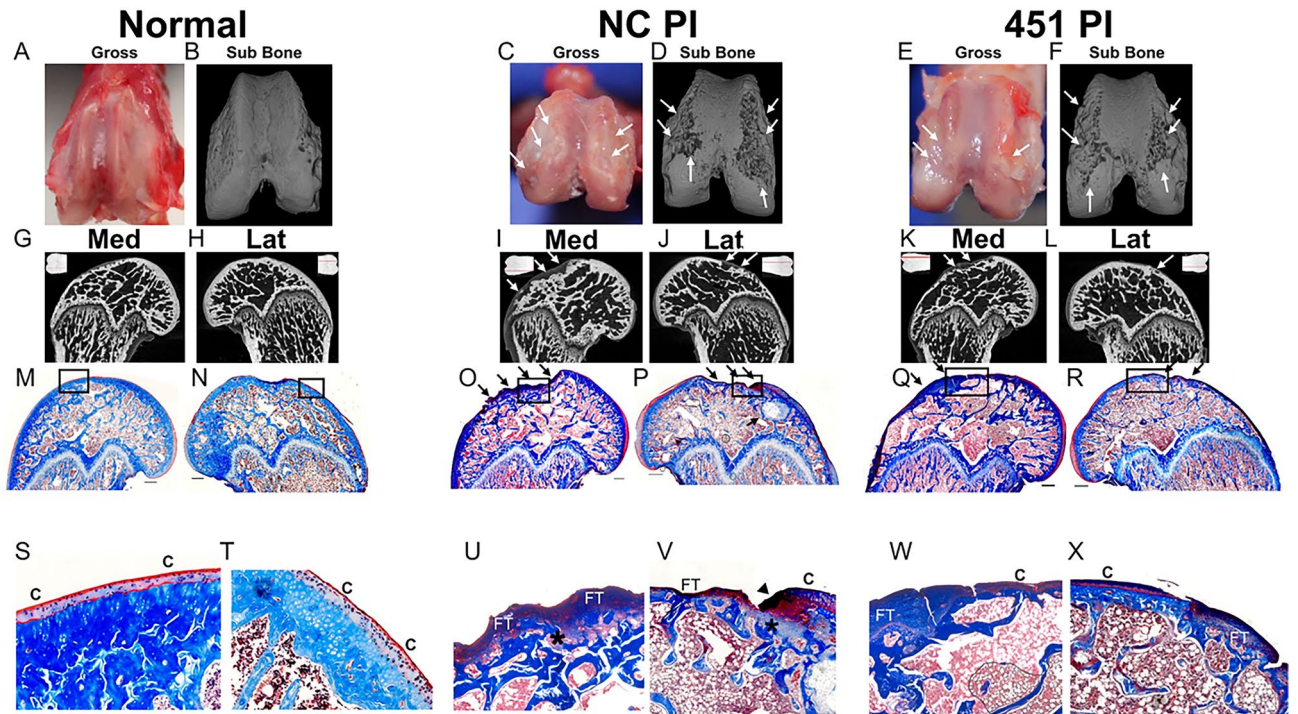 Normal NC PI 451 PI
A Gross B Sub Bone C Gross D Sub Bone E Gross F Sub Bone
G Med H Lat I Med J Lat K Med L Lat
M N O P Q R
S T U V W X
C C C C FT FT * FT C * FT C C FT